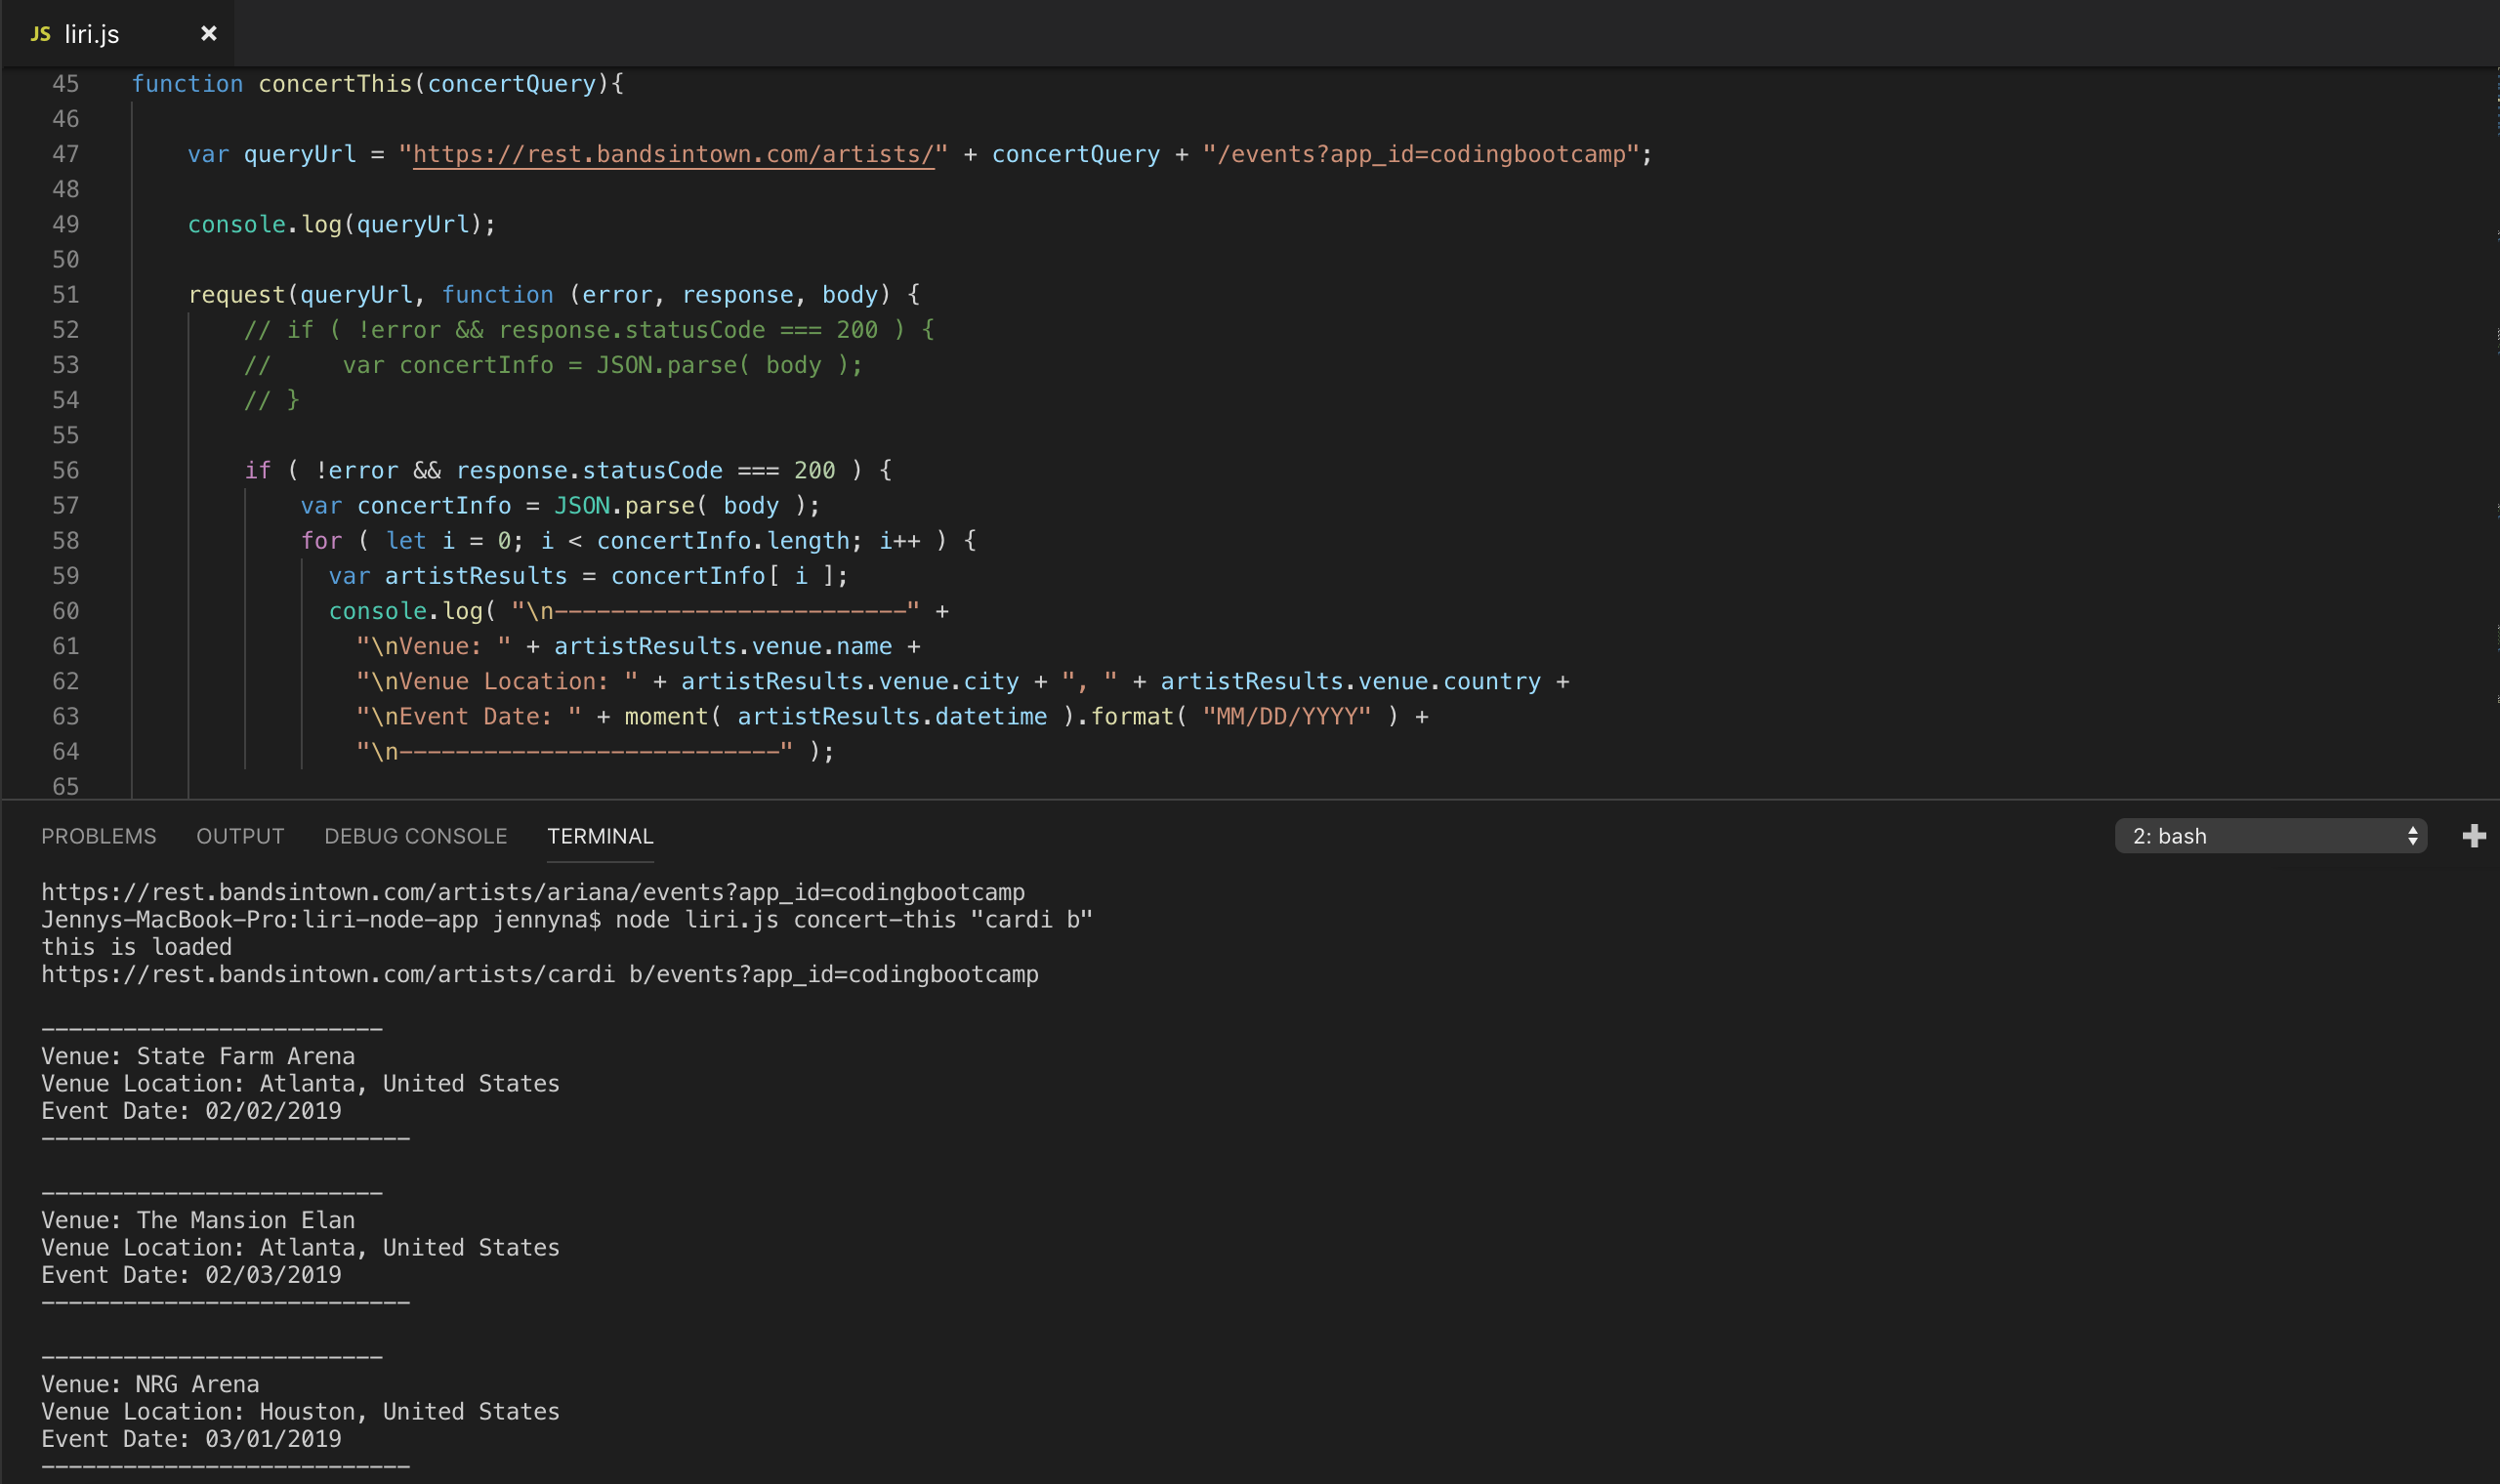 JS liri.js ×
45 function concertThis(concertQuery){
46
47 var queryUrl = "https://rest.bandsintown.com/artists/" + concertQuery + "/events?app_id=codingbootcamp";
48
49 console.log(queryUrl);
50
51 request(queryUrl, function (error, response, body) {
52 // if ( !error && response.statusCode === 200 ) {
53 //     var concertInfo = JSON.parse( body );
54 // }
55
56 if ( !error && response.statusCode === 200 ) {
57 var concertInfo = JSON.parse( body );
58 for ( let i = 0; i < concertInfo.length; i++ ) {
59 var artistResults = concertInfo[ i ];
60 console.log( "\n-------------------------" +
61 "\nVenue: " + artistResults.venue.name +
62 "\nVenue Location: " + artistResults.venue.city + ", " + artistResults.venue.country +
63 "\nEvent Date: " + moment( artistResults.datetime ).format( "MM/DD/YYYY" ) +
64 "\n---------------------------" );
65
PROBLEMS OUTPUT DEBUG CONSOLE TERMINAL 2: bash
https://rest.bandsintown.com/artists/ariana/events?app_id=codingbootcamp
Jennys-MacBook-Pro:liri-node-app jennyna$ node liri.js concert-this "cardi b"
this is loaded
https://rest.bandsintown.com/artists/cardi b/events?app_id=codingbootcamp
-------------------------
Venue: State Farm Arena
Venue Location: Atlanta, United States
Event Date: 02/02/2019
---------------------------
-------------------------
Venue: The Mansion Elan
Venue Location: Atlanta, United States
Event Date: 02/03/2019
---------------------------
-------------------------
Venue: NRG Arena
Venue Location: Houston, United States
Event Date: 03/01/2019
---------------------------